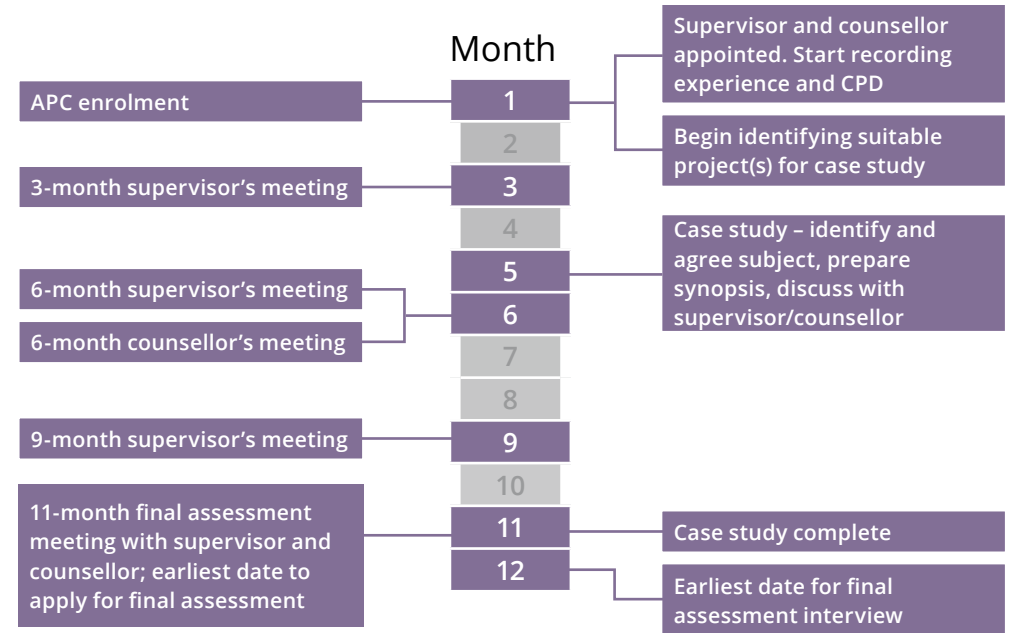 Month
APC enrolment
3-month supervisor's meeting
6-month supervisor's meeting
6-month counsellor's meeting
9-month supervisor's meeting
11-month final assessment
meeting with supervisor and
counsellor; earliest date to
apply for final assessment
1
2
3
4
5
6
7
8
9
10
11
12
Supervisor and counsellor
appointed. Start recording
experience and CPD
Begin identifying suitable
project(s) for case study
Case study – identify and
agree subject, prepare
synopsis, discuss with
supervisor/counsellor
Case study complete
Earliest date for final
assessment interview